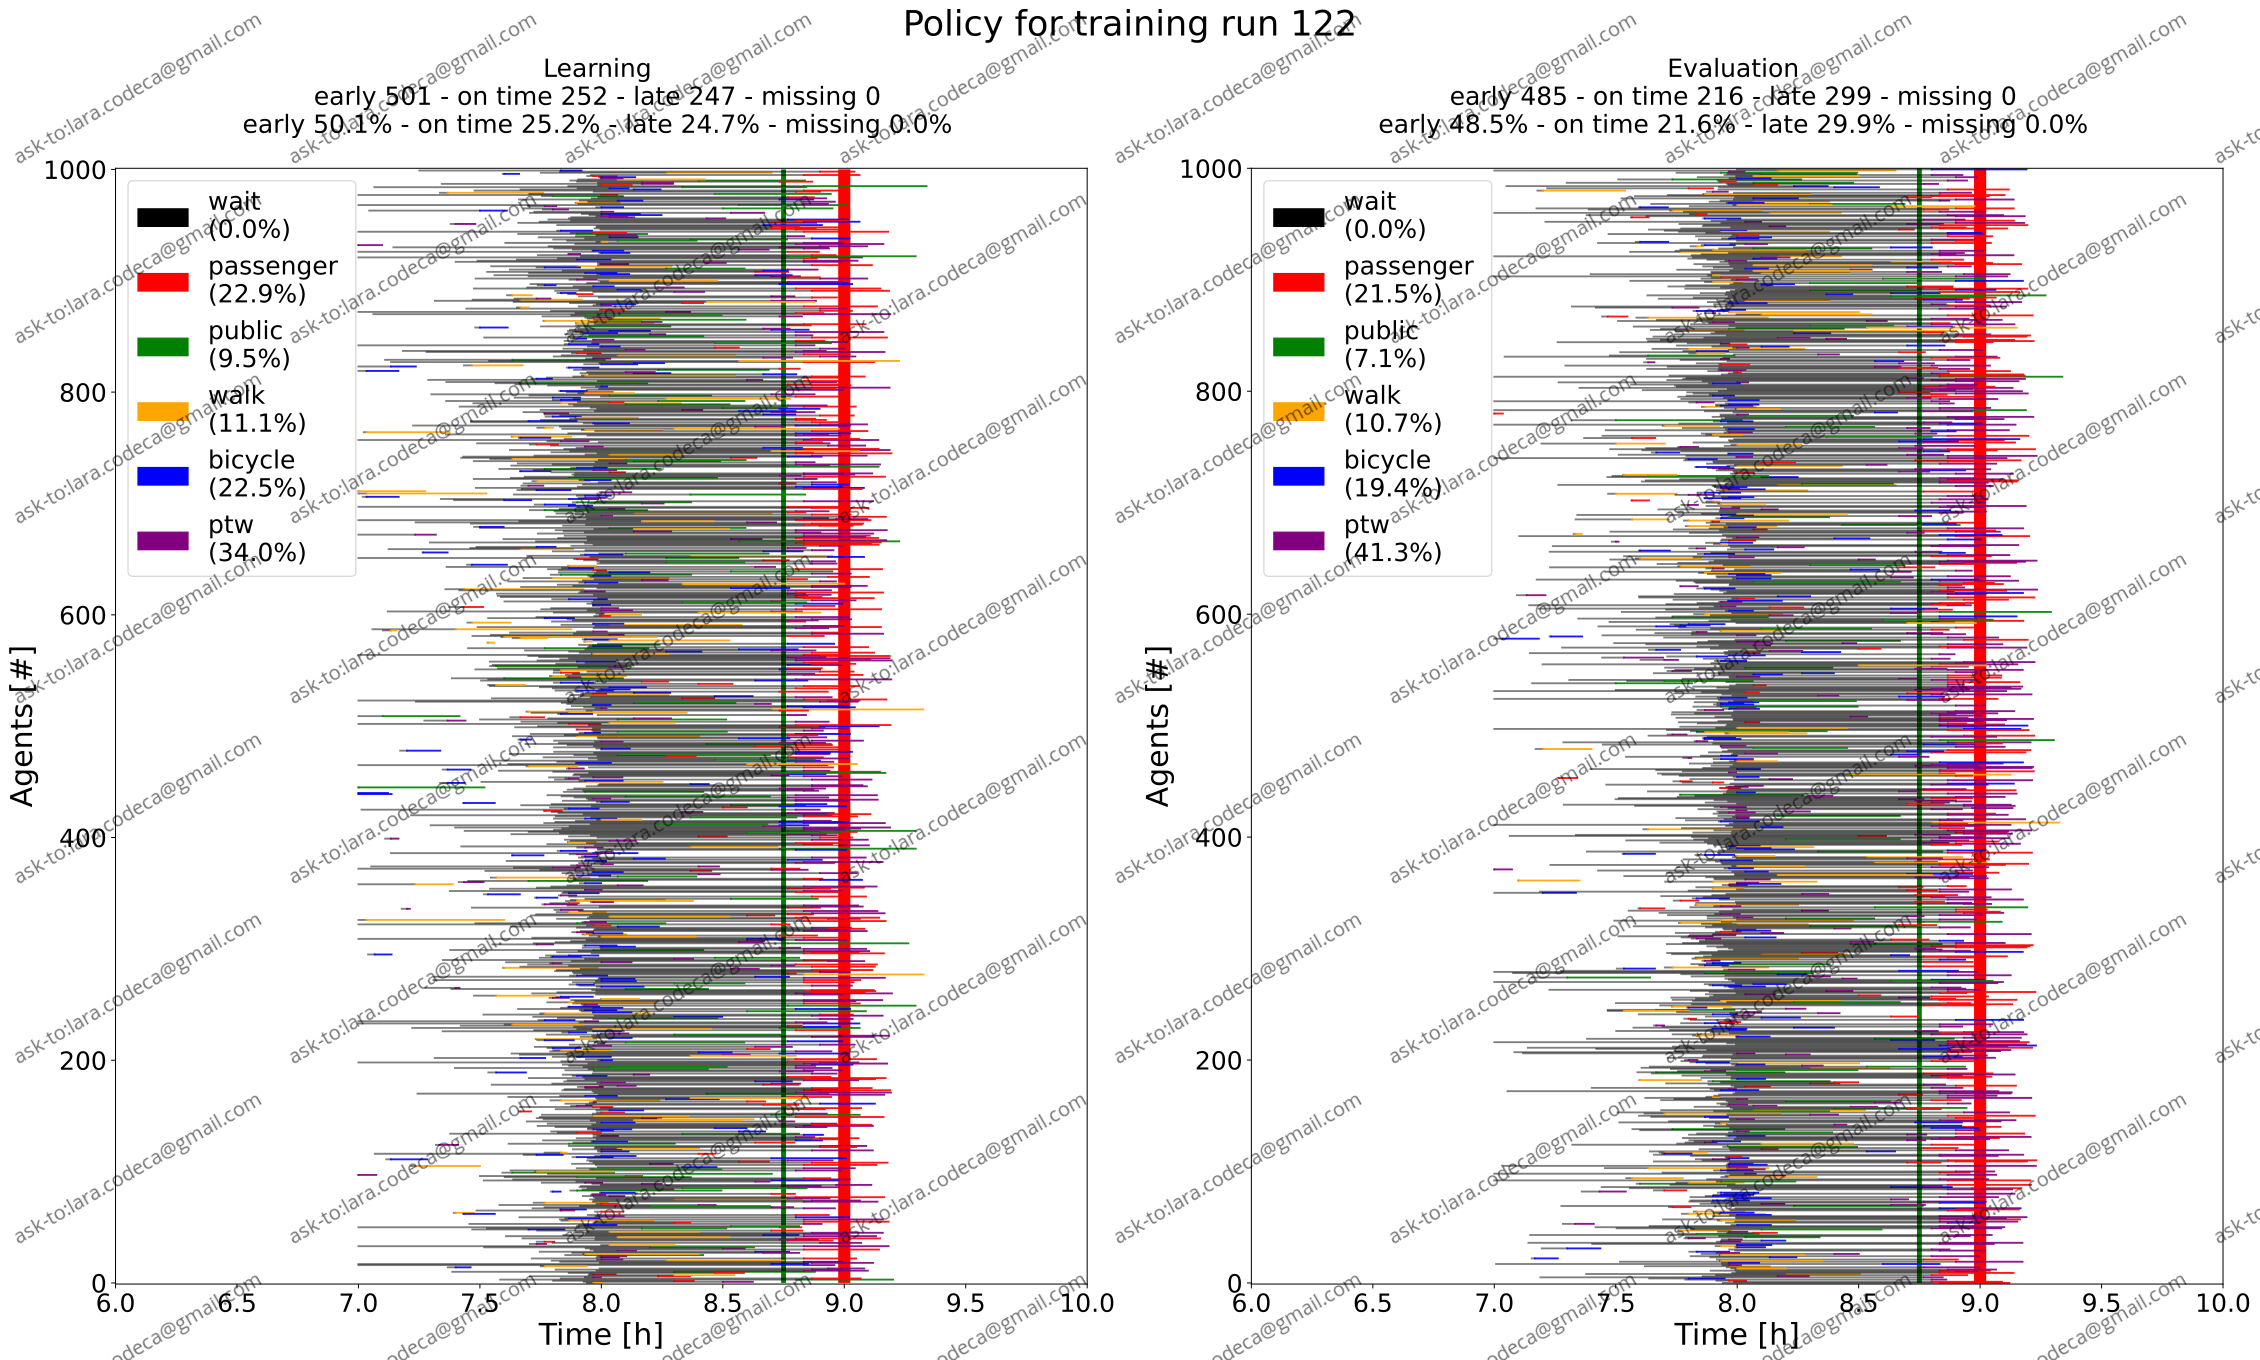 Policy for training run 122
Learning
early 501 - on time 252 - late 247 - missing 0
early 50.1% - on time 25.2% - late 24.7% - missing 0.0%
1000
800
600
400
200
0
Agents [#]
wait
(0.0%)
passenger
(22.9%)
public
(9.5%)
walk
(11.1%)
bicycle
(22.5%)
ptw
(34.0%)
6.0 6.5 7.0 7.5 8.0 8.5 9.0 9.5 10.0
Time [h]
Evaluation
early 485 - on time 216 - late 299 - missing 0
early 48.5% - on time 21.6% - late 29.9% - missing 0.0%
1000
800
600
400
200
0
Agents [#]
wait
(0.0%)
passenger
(21.5%)
public
(7.1%)
walk
(10.7%)
bicycle
(19.4%)
ptw
(41.3%)
6.0 6.5 7.0 7.5 8.0 8.5 9.0 9.5 10.0
Time [h]
ask-to:lara.codeca@gmail.com